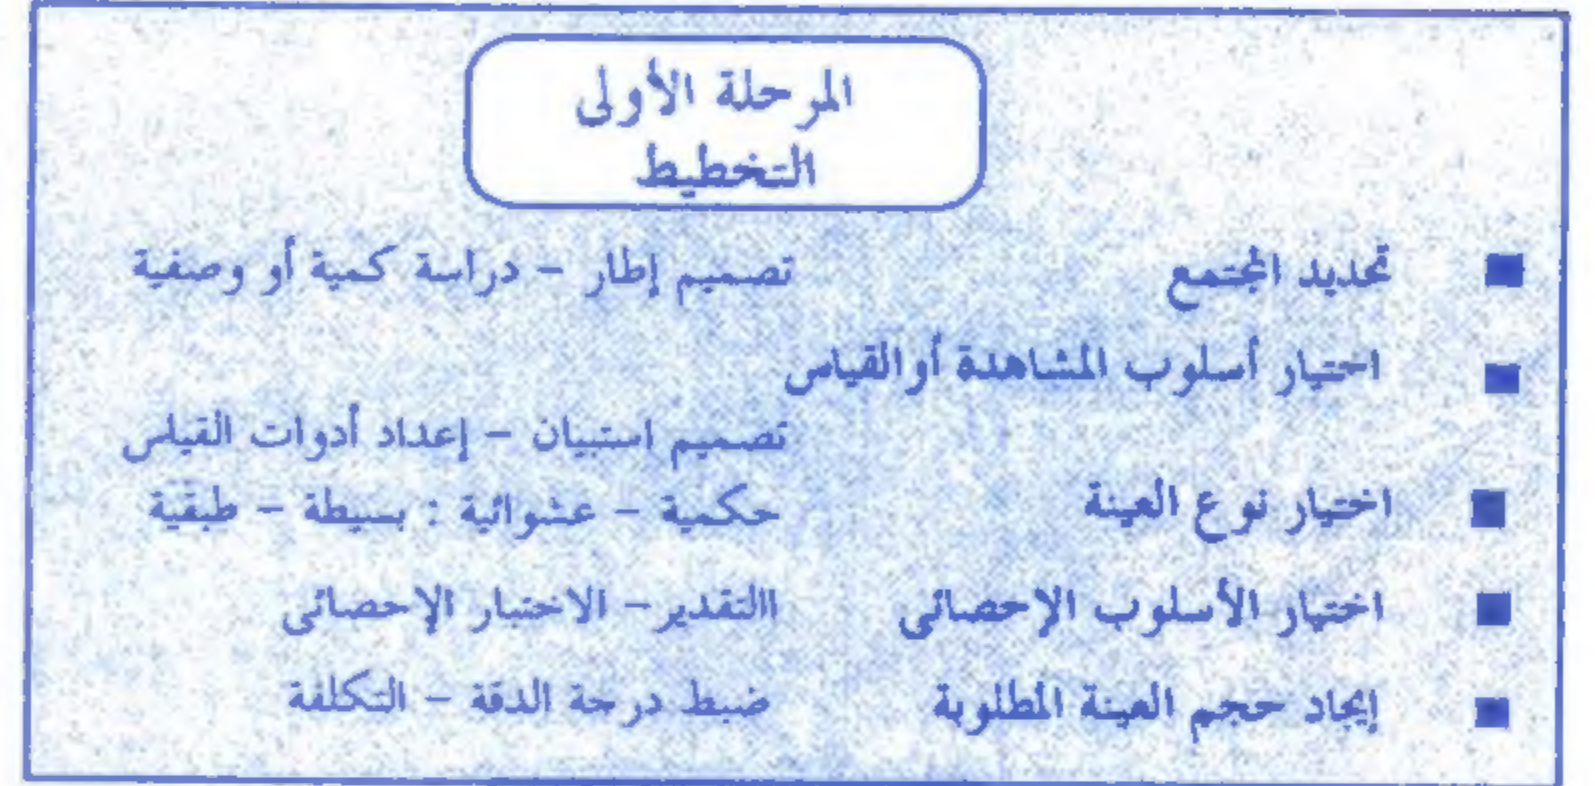 المرحلة الأولى
التخطيط
تحديد المجتمع تصميم إطار – دراسة كمية أو وصفية
اختيار أسلوب المشاهدة أوالقياس
تصميم استبيان – إعداد أدوات القياس
اختيار نوع العينة حكمية – عشوائية : بسيطة – طبقية
اختيار الأسلوب الإحصائى االتقدير– الاختبار الإحصائى
إيجاد حجم العينة المطلوبة ضبط درجة الدقة – التكلفة